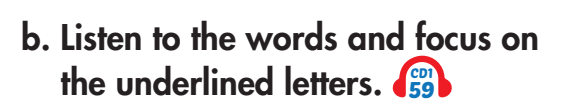 b. Listen to the words and focus on
the underlined letters. CD1
59